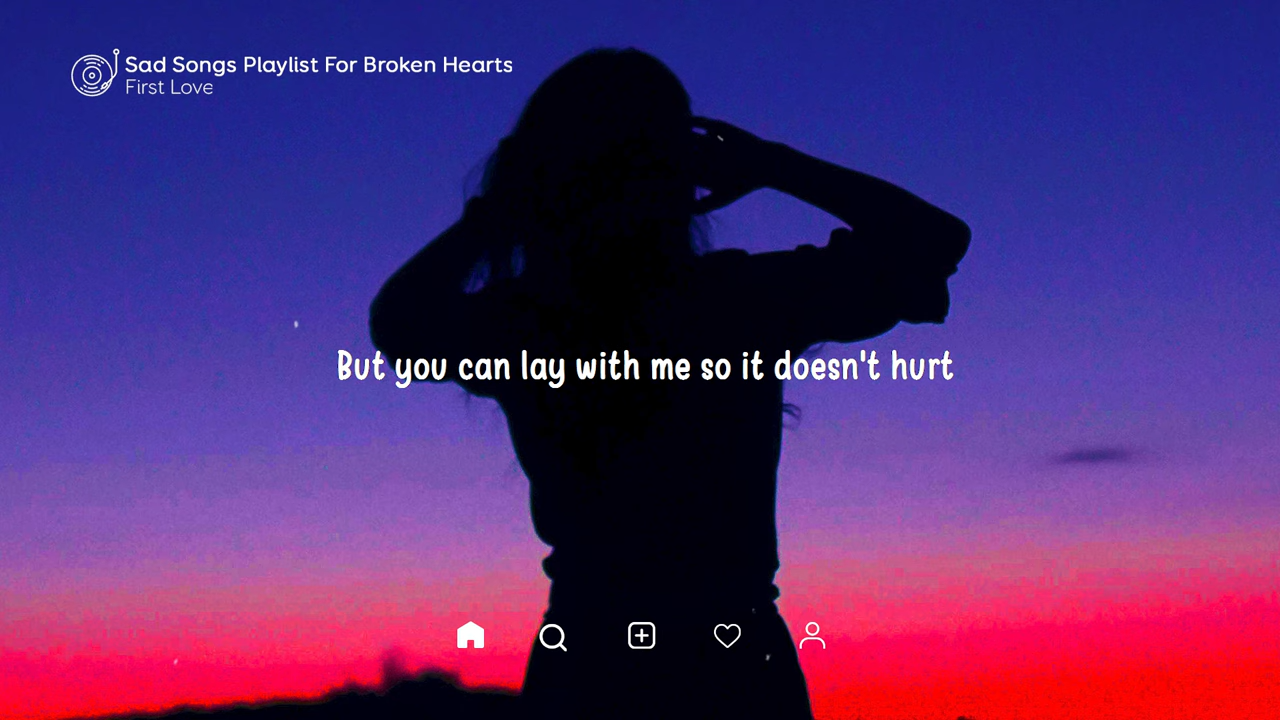 Sad Songs Playlist For Broken Hearts
First Love
But you can lay with me so it doesn't hurt